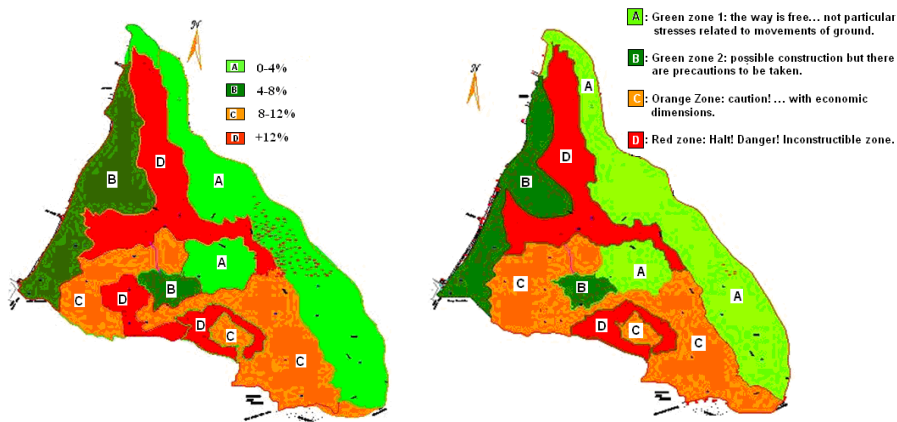 N
A 0-4%
B 4-8%
C 8-12%
D +12%
D
B
A
A
B
D
C
D
C
C
N
A : Green zone 1: the way is free... not particular
stresses related to movements of ground.
B : Green zone 2: possible construction but there
are precautions to be taken.
C : Orange Zone: caution! ... with economic
dimensions.
D : Red zone: Halt! Danger! Inconstructible zone.
A
D
B
A
C
B
A
D
C
C